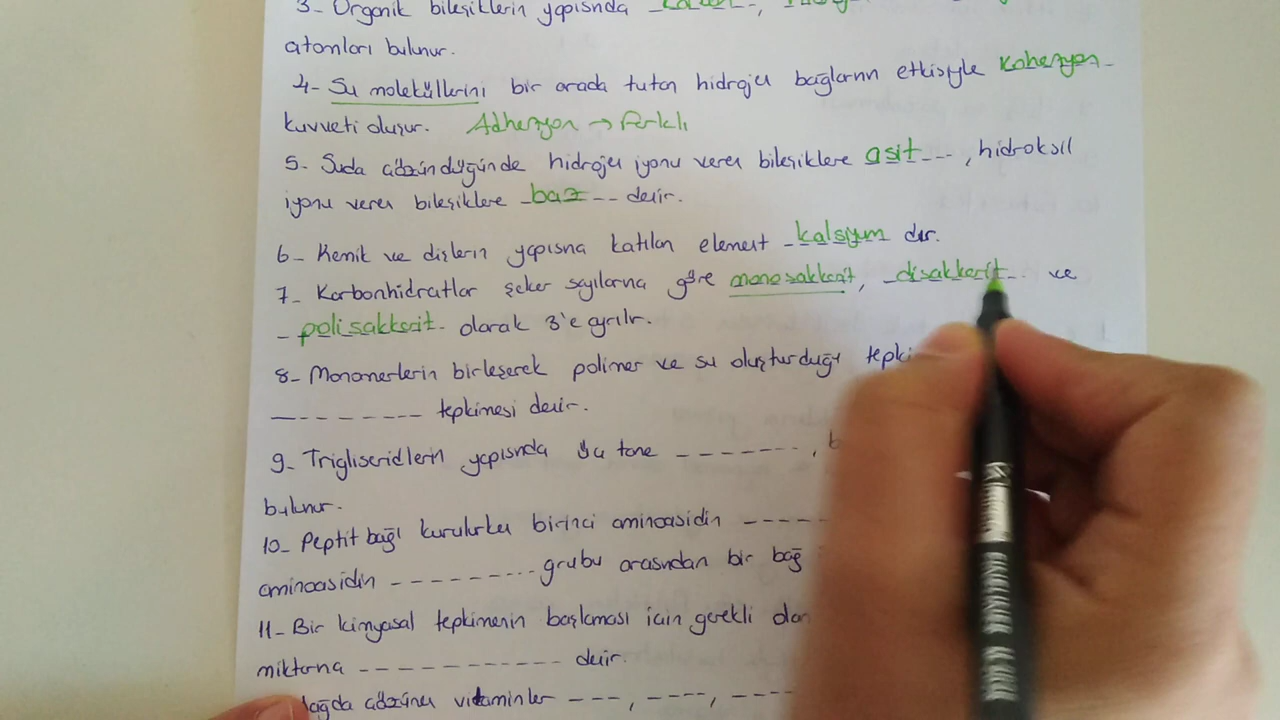 3- Organik bileşiklerin yapısında
atomları bulunur.
4- Su moleküllerini bir arada tutan hidrojen bağlarının etkisiyle Kohezyon
kuvveti oluşur. Adhezyon → Farklı
5- Suda çözündüğünde hidrojen iyonu veren bileşiklere asit---, hidroksil
iyonu veren bileşiklere -baz--- denir.
6- Kemik ve dişlerin yapısına katılan element -kalsiyum dur.
7- Karbonhidratlar şeker sayılarına göre monosakkarit, -disakkarit-- ve
- polisakkarit- olarak 3'e ayrılır.
8- Monomerlerin birleşerek polimer ve su oluşturduğu
--------- tepkimesi denir.
9- Trigliseridlerin yapısında üç tane -------,
bulunur.
10- Peptit bağı kurulurken birinci aminoasidin -----
aminoasidin --------- grubu arasından bir bağ
11- Bir kimyasal tepkimenin başlaması için gerekli olan
miktarına ----------- denir.
vitaminler ---, ----, ----